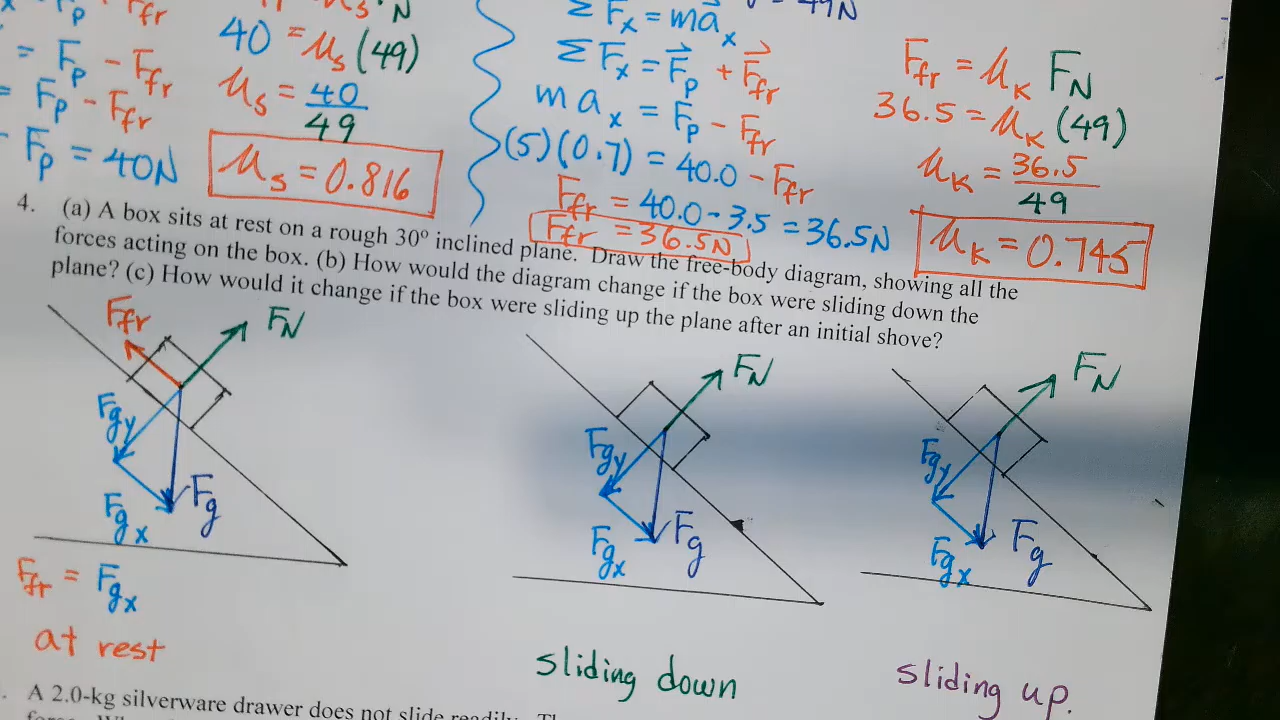 μs · N
40 = μs (49)
= Fp - Ffr
= Fp - Ffr
μs = 40/49
Fp = 40N
μs = 0.816
ΣFx = max
ΣFx = Fp + Ffr
max = Fp - Ffr
(5)(0.7) = 40.0 - Ffr
Ffr = 40.0 - 3.5 = 36.5N
Ffr = 36.5N
Ffr = μK FN
36.5 = μK (49)
μK = 36.5/49
μK = 0.745
4. (a) A box sits at rest on a rough 30° inclined plane. Draw the free-body diagram, showing all the
forces acting on the box. (b) How would the diagram change if the box were sliding down the
plane? (c) How would it change if the box were sliding up the plane after an initial shove?
Ffr
FN
Fgy
Fg
Fgx
Ffr = Fgx
at rest
FN
Fgy
Fg
Fgx
sliding down
FN
Fgy
Fg
Fgx
sliding up.
A 2.0-kg silverware drawer does not slide readily.